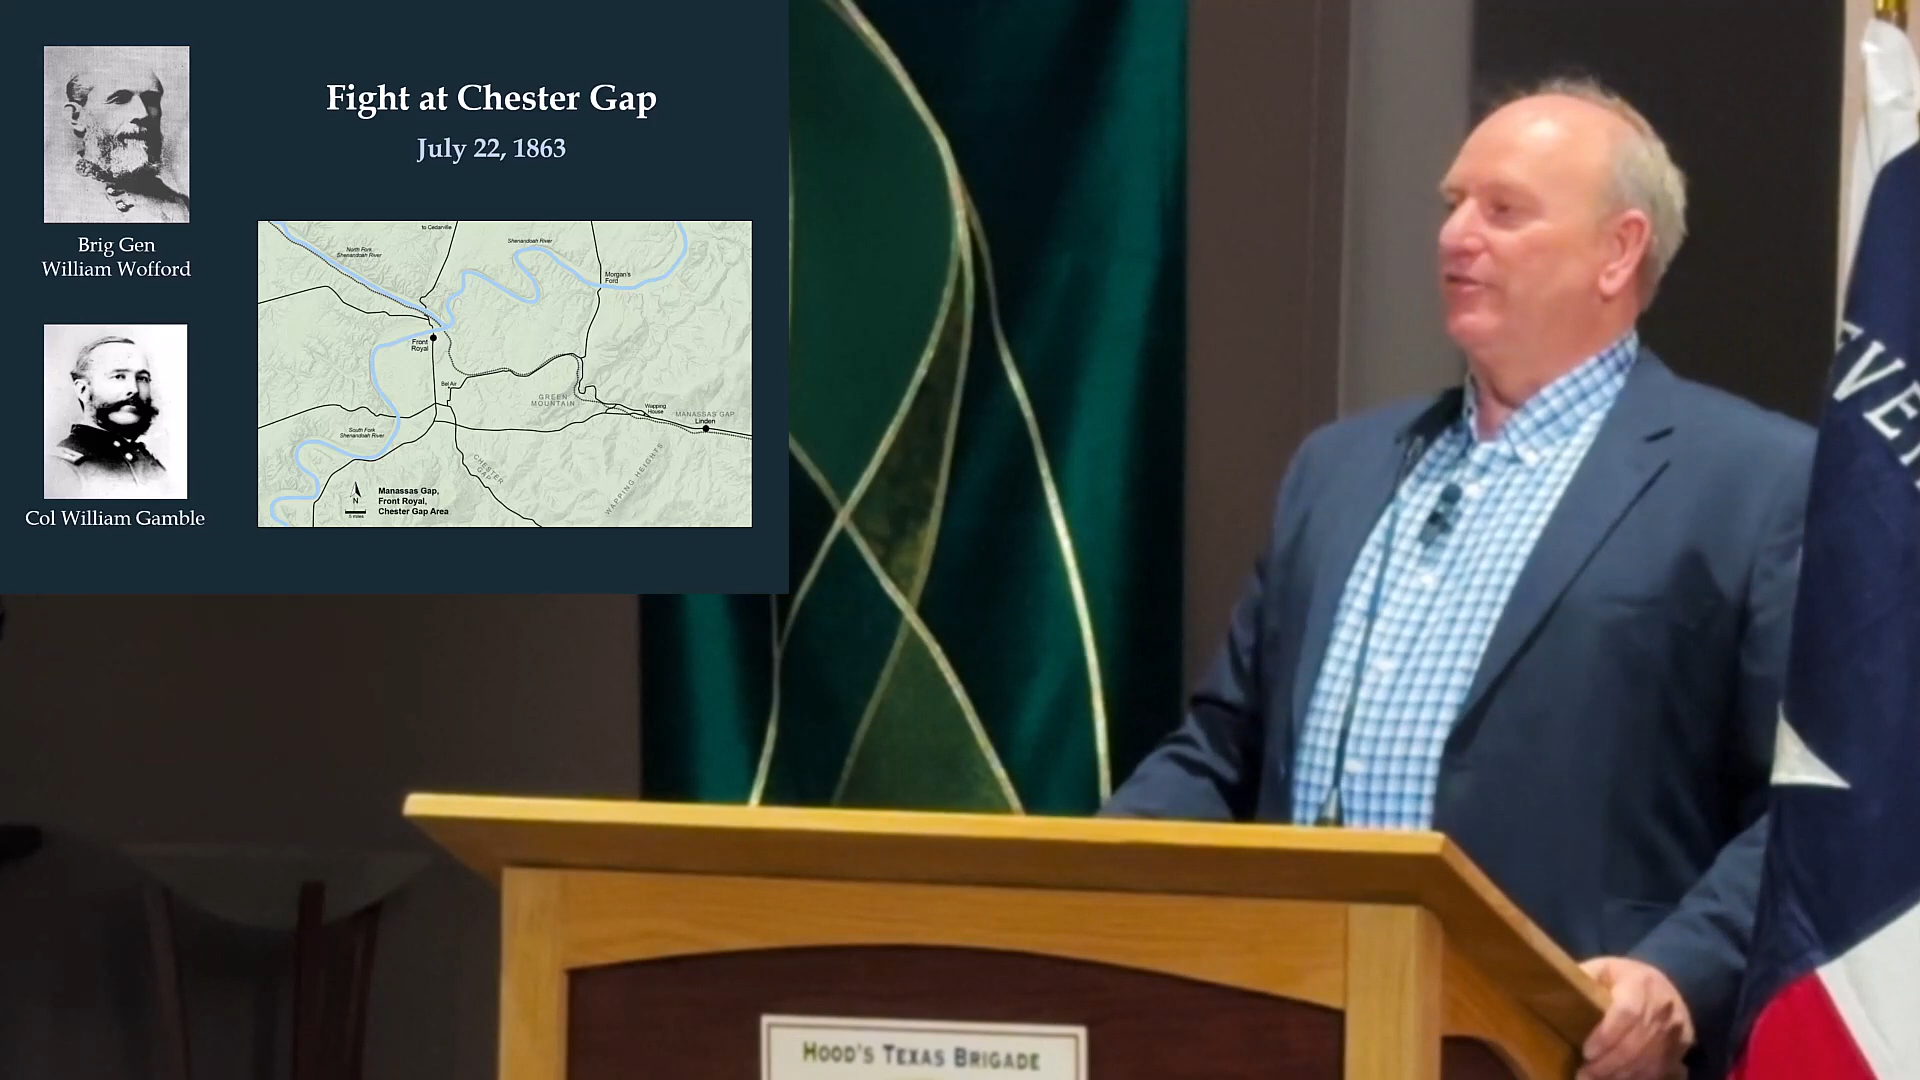 Fight at Chester Gap
July 22, 1863
Brig Gen
William Wofford
Col William Gamble
to Cedarville
North Fork
Shenandoah River
Shenandoah River
Morgan's
Ford
Front
Royal
Bel Air
GREEN
MOUNTAIN
Wapping
House
MANASSAS GAP
Linden
South Fork
Shenandoah River
CHESTER
GAP
WAPPING HEIGHTS
N
Manassas Gap,
Front Royal,
Chester Gap Area
HOOD'S TEXAS BRIGADE